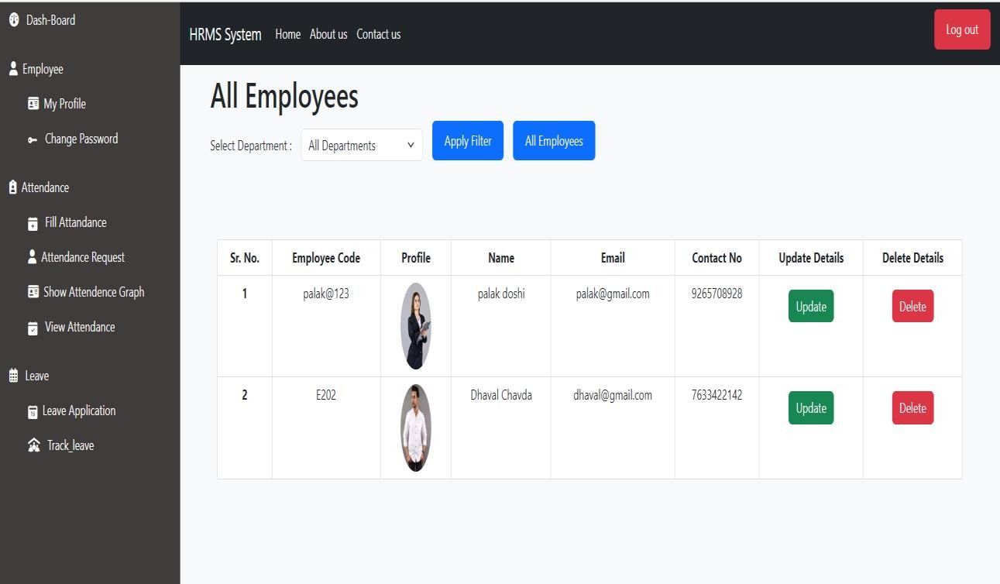 Dash-Board
Employee
My Profile
Change Password
Attendance
Fill Attandance
Attendance Request
Show Attendence Graph
View Attendance
Leave
Leave Application
Track_leave
HRMS System Home About us Contact us Log out
All Employees
Select Department : All Departments Apply Filter All Employees
Sr. No. Employee Code Profile Name Email Contact No Update Details Delete Details
1 palak@123 palak doshi palak@gmail.com 9265708928 Update Delete
2 E202 Dhaval Chavda dhaval@gmail.com 7633422142 Update Delete